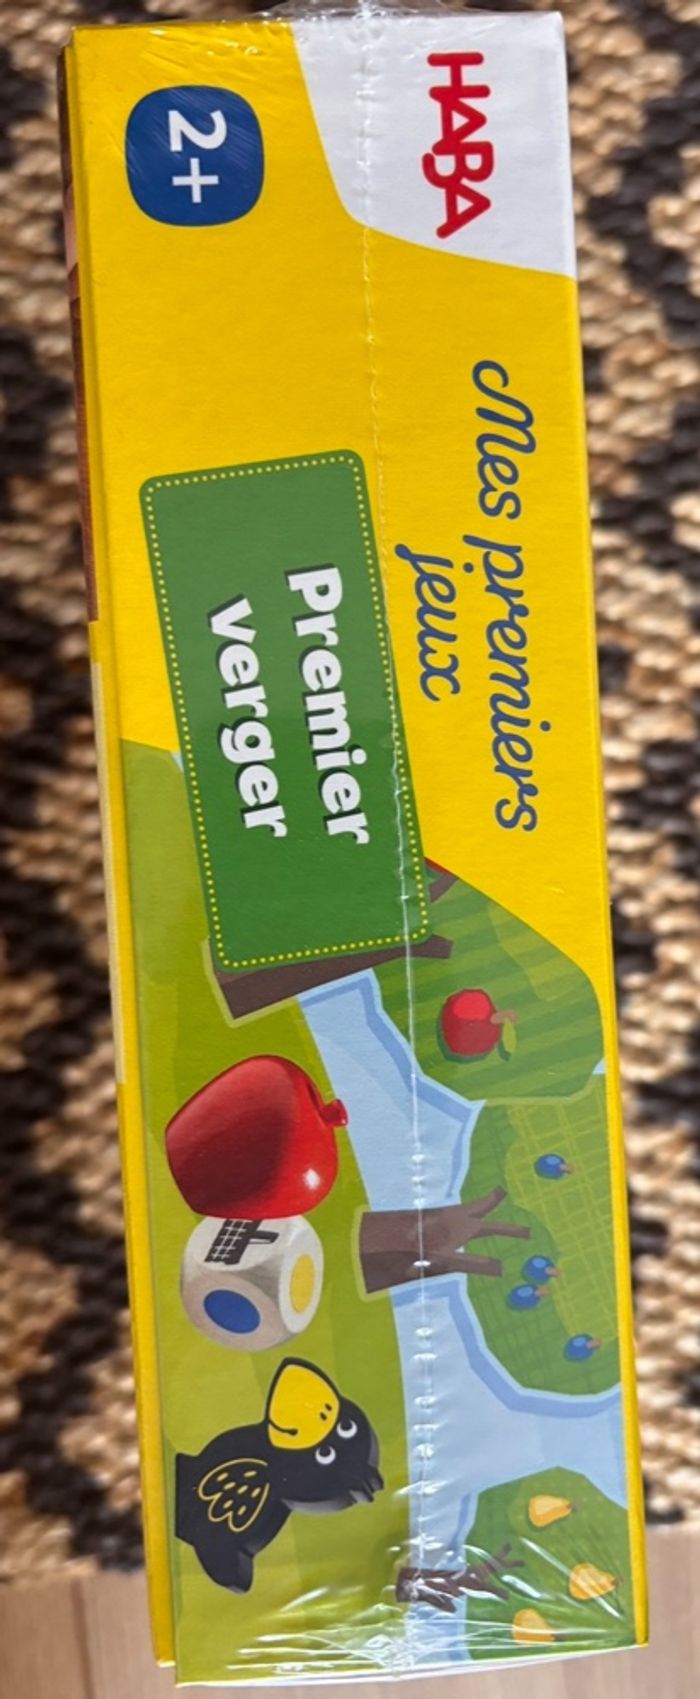 HABA
2+
Mes premiers
jeux
Premier
verger